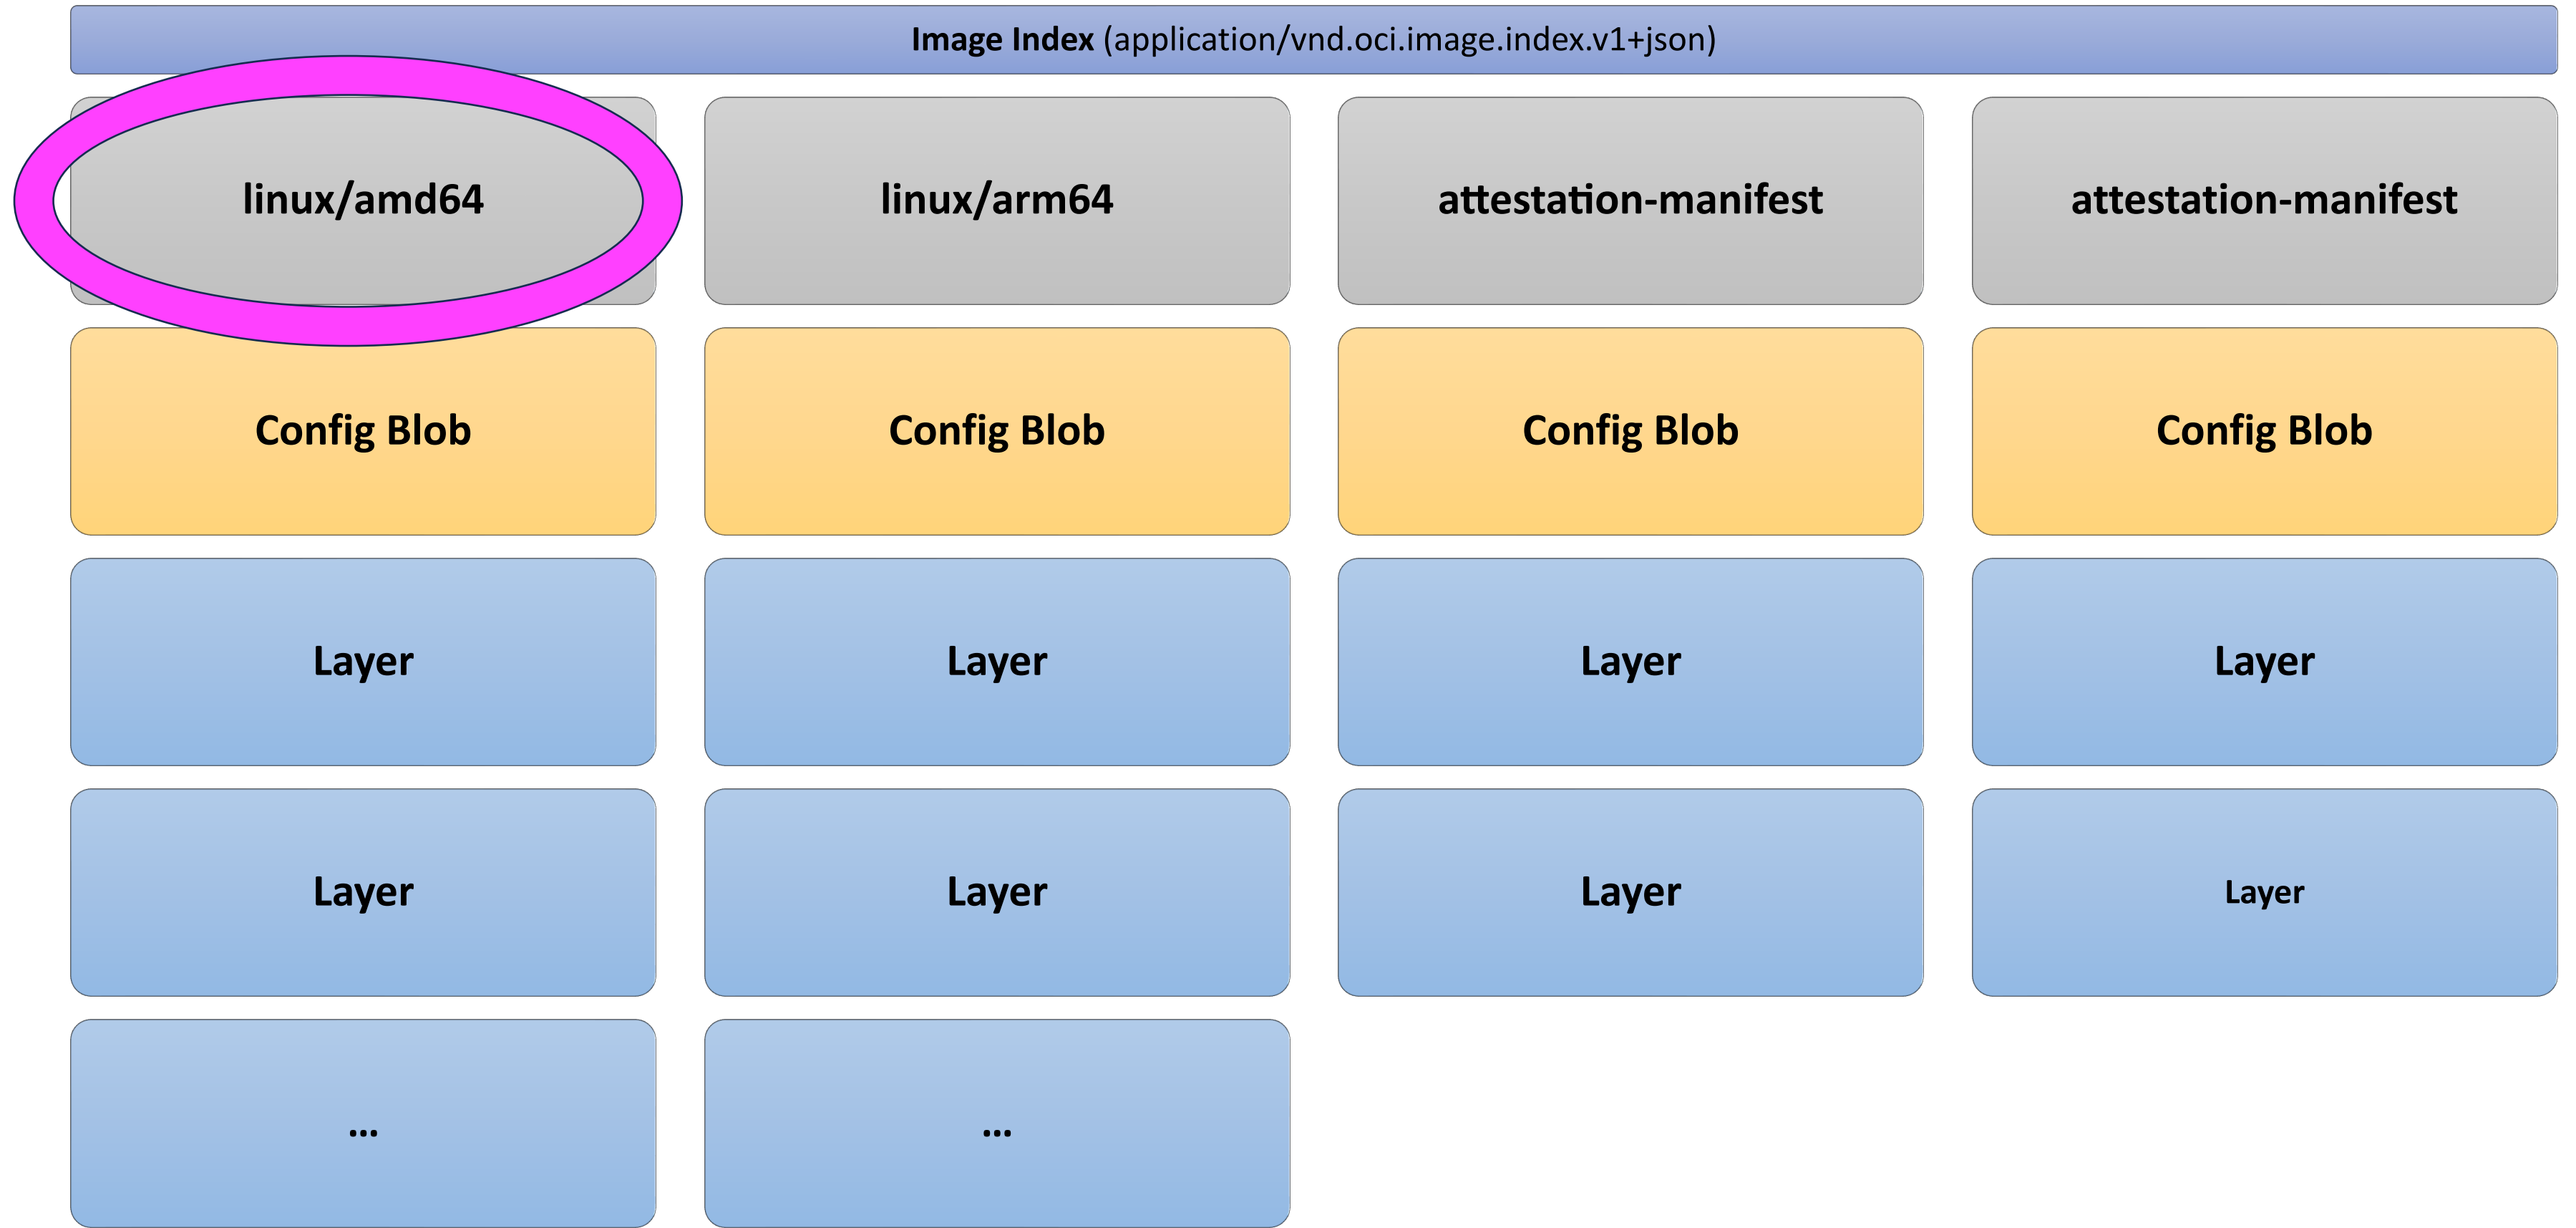 Image Index (application/vnd.oci.image.index.v1+json)
linux/amd64
linux/arm64
attestation-manifest
attestation-manifest
Config Blob
Config Blob
Config Blob
Config Blob
Layer
Layer
Layer
Layer
Layer
Layer
Layer
Layer
...
...